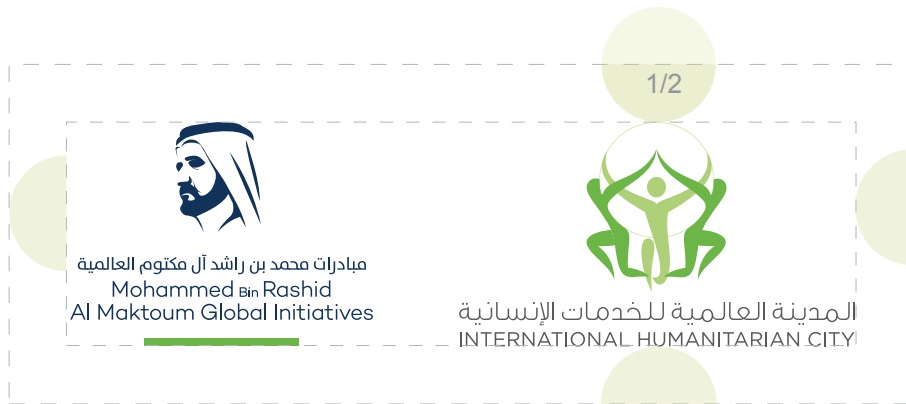 1/2
مبادرات محمد بن راشد آل مكتوم العالمية
Mohammed Bin Rashid
Al Maktoum Global Initiatives
المدينة العالمية للخدمات الإنسانية
INTERNATIONAL HUMANITARIAN CITY